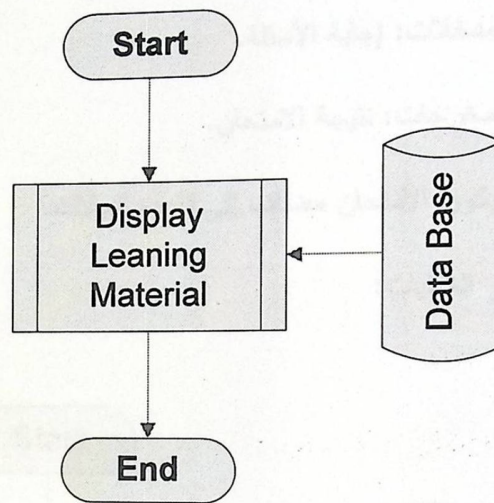 Start
Display
Leaning
Material
Data Base
End